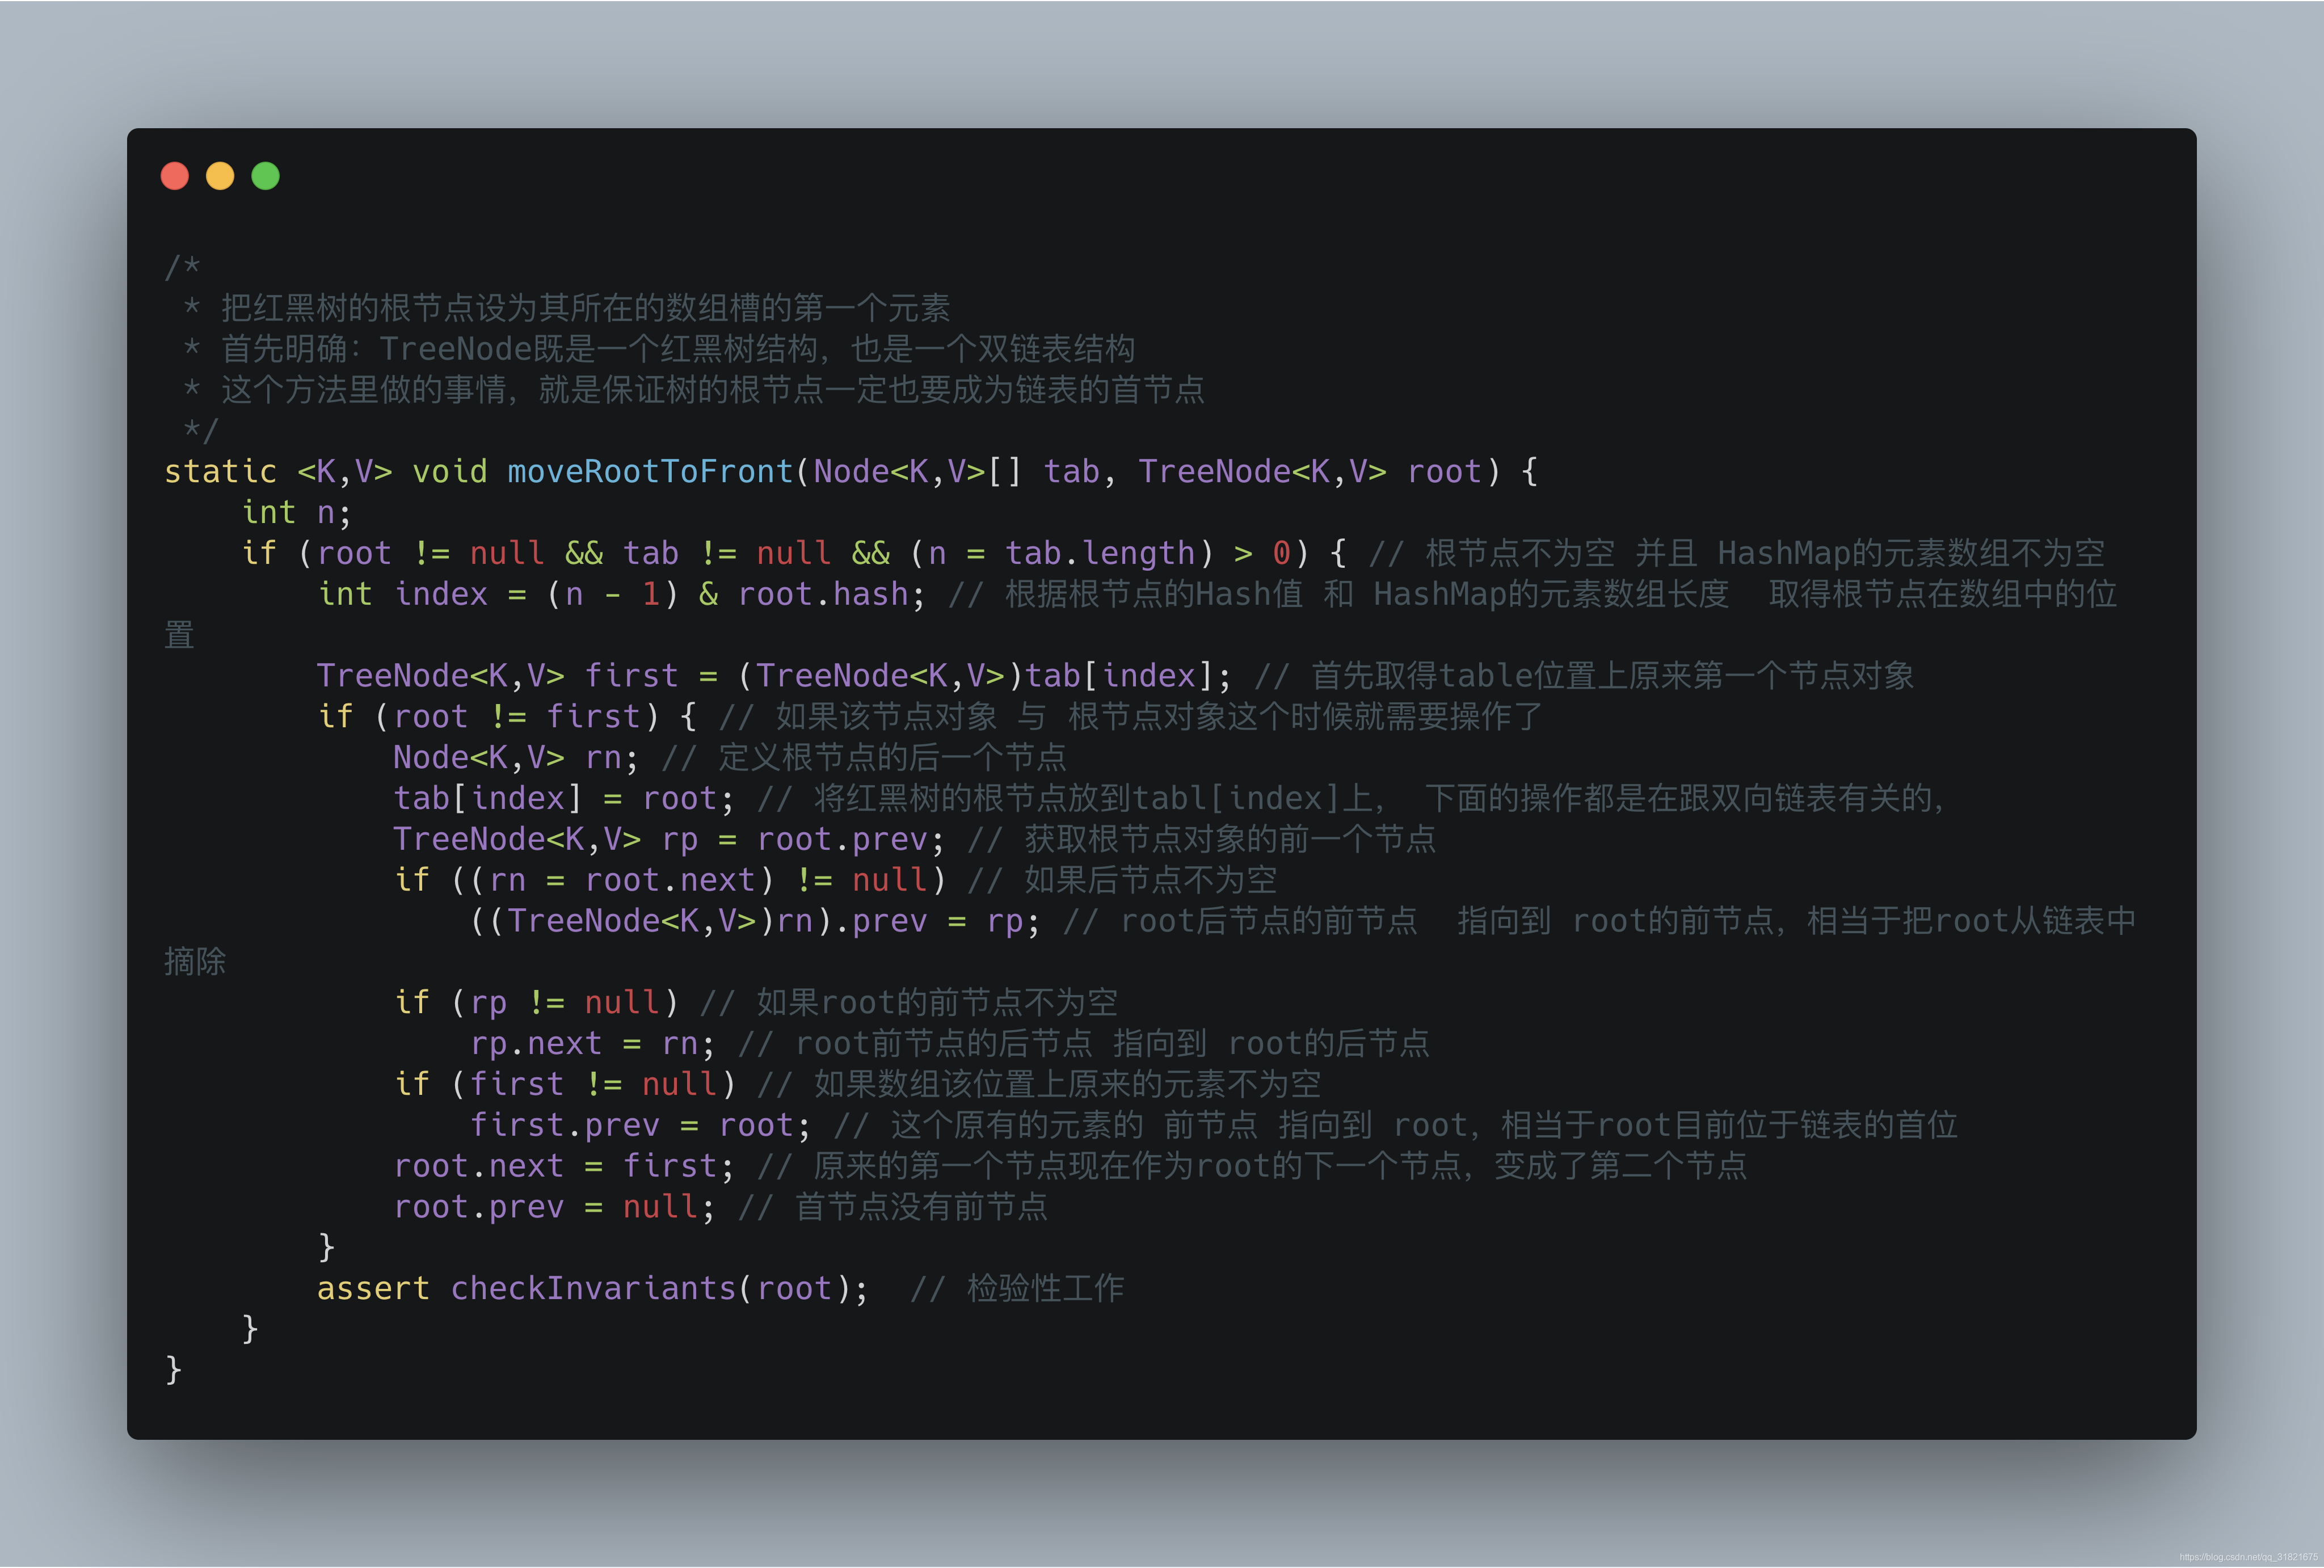 /*
 * 把红黑树的根节点设为其所在的数组槽的第一个元素
 * 首先明确：TreeNode既是一个红黑树结构，也是一个双链表结构
 * 这个方法里做的事情，就是保证树的根节点一定也要成为链表的首节点
 */
static <K,V> void moveRootToFront(Node<K,V>[] tab, TreeNode<K,V> root) {
    int n;
    if (root != null && tab != null && (n = tab.length) > 0) { // 根节点不为空 并且 HashMap的元素数组不为空
        int index = (n - 1) & root.hash; // 根据根节点的Hash值 和 HashMap的元素数组长度  取得根节点在数组中的位
置
        TreeNode<K,V> first = (TreeNode<K,V>)tab[index]; // 首先取得table位置上原来第一个节点对象
        if (root != first) { // 如果该节点对象 与 根节点对象这个时候就需要操作了
            Node<K,V> rn; // 定义根节点的后一个节点
            tab[index] = root; // 将红黑树的根节点放到tabl[index]上， 下面的操作都是在跟双向链表有关的，
            TreeNode<K,V> rp = root.prev; // 获取根节点对象的前一个节点
            if ((rn = root.next) != null) // 如果后节点不为空
                ((TreeNode<K,V>)rn).prev = rp; // root后节点的前节点  指向到 root的前节点，相当于把root从链表中
摘除
            if (rp != null) // 如果root的前节点不为空
                rp.next = rn; // root前节点的后节点 指向到 root的后节点
            if (first != null) // 如果数组该位置上原来的元素不为空
                first.prev = root; // 这个原有的元素的 前节点 指向到 root，相当于root目前位于链表的首位
            root.next = first; // 原来的第一个节点现在作为root的下一个节点，变成了第二个节点
            root.prev = null; // 首节点没有前节点
        }
        assert checkInvariants(root);  // 检验性工作
    }
}
https://blog.csdn.net/qq_31821675